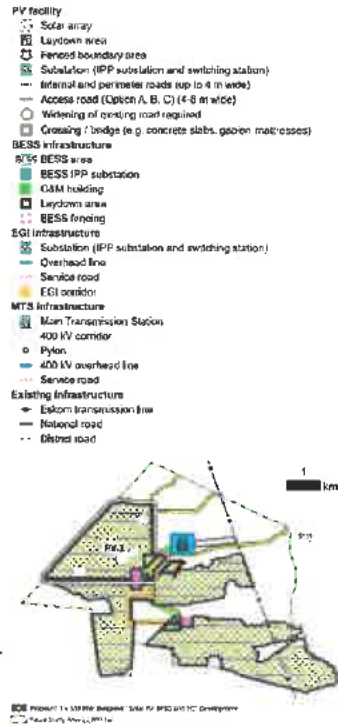 PV facility
Solar array
Laydown area
Fenced boundary area
Substation (IPP substation and switching station)
Internal and perimeter roads (up to 4 m wide)
Access road (Option A, B, C) (4-8 m wide)
Widening of existing road required
Crossing / bridge (e.g. concrete slabs, gabion mattresses)
BESS infrastructure
BESS BESS area
BESS IPP substation
O&M building
Laydown area
BESS fencing
EGI infrastructure
Substation (IPP substation and switching station)
Overhead line
Service road
EGI corridor
MTS infrastructure
Main Transmission Station
400 kV corridor
Pylon
400 kV overhead line
Service road
Existing infrastructure
Eskom transmission line
National road
District road
1
km